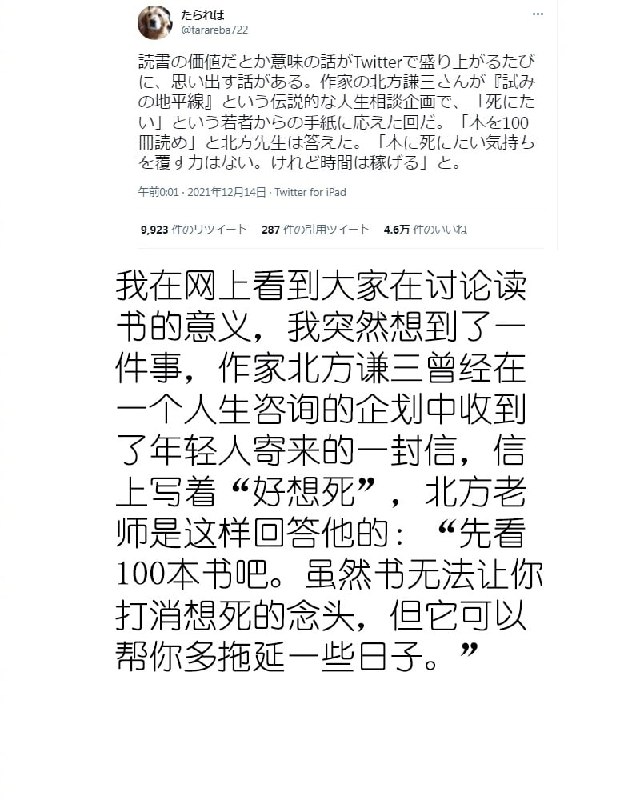 たられば
@tarareba722
読書の価値だとか意味の話がTwitterで盛り上がるたび
に、思い出す話がある。作家の北方謙三さんが『試み
の地平線』という伝説的な人生相談企画で、「死にた
い」という若者からの手紙に応えた回だ。「本を100
冊読め」と北方先生は答えた。「本に死にたい気持ち
を覆す力はない。けれど時間は稼げる」と。
午前0:01 · 2021年12月14日 · Twitter for iPad
9,923 件のリツイート 287 件の引用ツイート 4.6万 件のいいね
我在网上看到大家在讨论读
书的意义，我突然想到了一
件事，作家北方谦三曾经在
一个人生咨询的企划中收到
了年轻人寄来的一封信，信
上写着“好想死”，北方老
师是这样回答他的：“先看
100本书吧。虽然书无法让你
打消想死的念头，但它可以
帮你多拖延一些日子。”